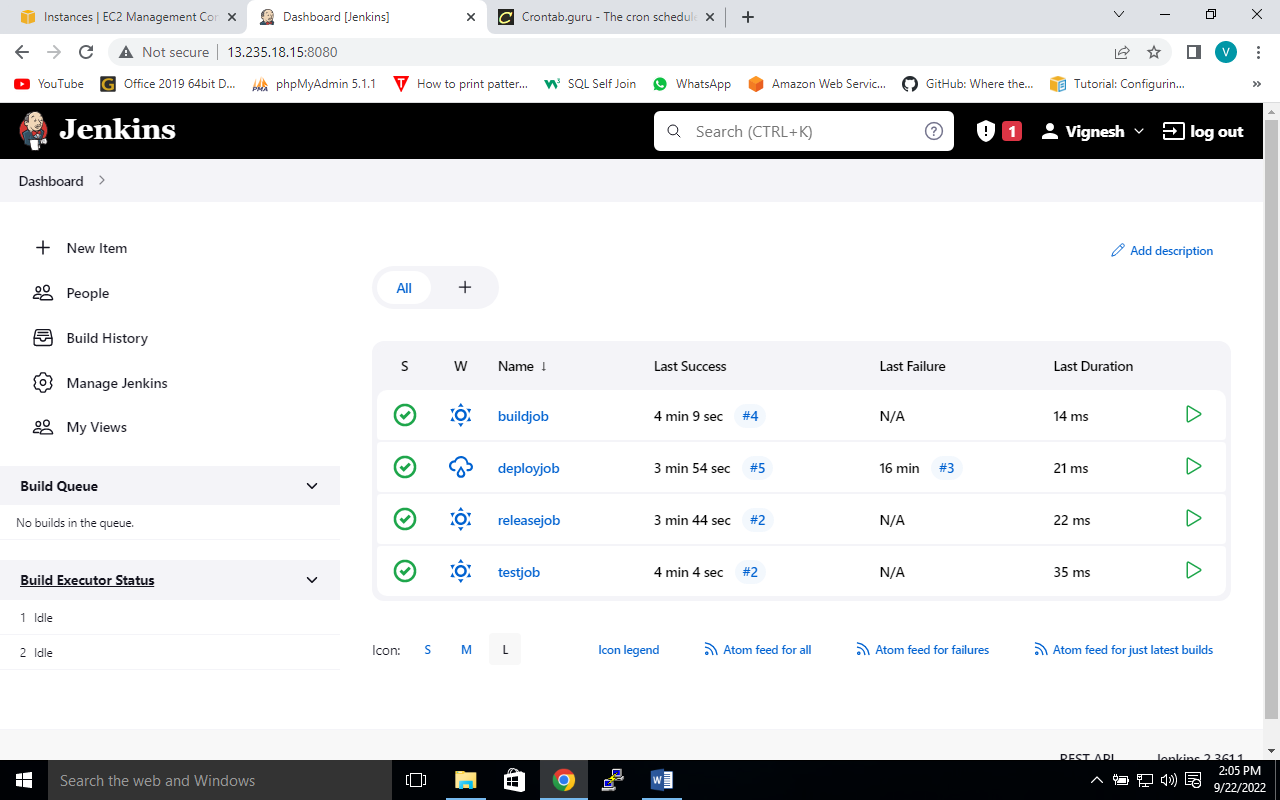 Instances | EC2 Management Con
Dashboard [Jenkins]
Crontab.guru - The cron schedule
Not secure 13.235.18.15:8080
V
YouTube Office 2019 64bit D... phpMyAdmin 5.1.1 How to print patter... SQL Self Join WhatsApp Amazon Web Servic... GitHub: Where the... Tutorial: Configurin... »
Jenkins
Search (CTRL+K)
1
Vignesh
log out
Dashboard
New Item
People
Build History
Manage Jenkins
My Views
Build Queue
No builds in the queue.
Build Executor Status
1 Idle
2 Idle
Add description
All +
S W Name ↓ Last Success Last Failure Last Duration
buildjob 4 min 9 sec #4 N/A 14 ms
deployjob 3 min 54 sec #5 16 min #3 21 ms
releasejob 3 min 44 sec #2 N/A 22 ms
testjob 4 min 4 sec #2 N/A 35 ms
Icon: S M L Icon legend Atom feed for all Atom feed for failures Atom feed for just latest builds
REST API Jenkins 2.361.1
Search the web and Windows
2:05 PM
9/22/2022